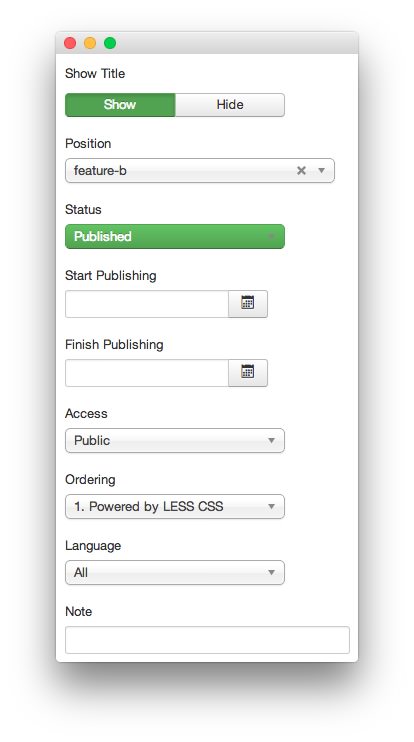 Show Title
Show Hide
Position
feature-b
Status
Published
Start Publishing
Finish Publishing
Access
Public
Ordering
1. Powered by LESS CSS
Language
All
Note